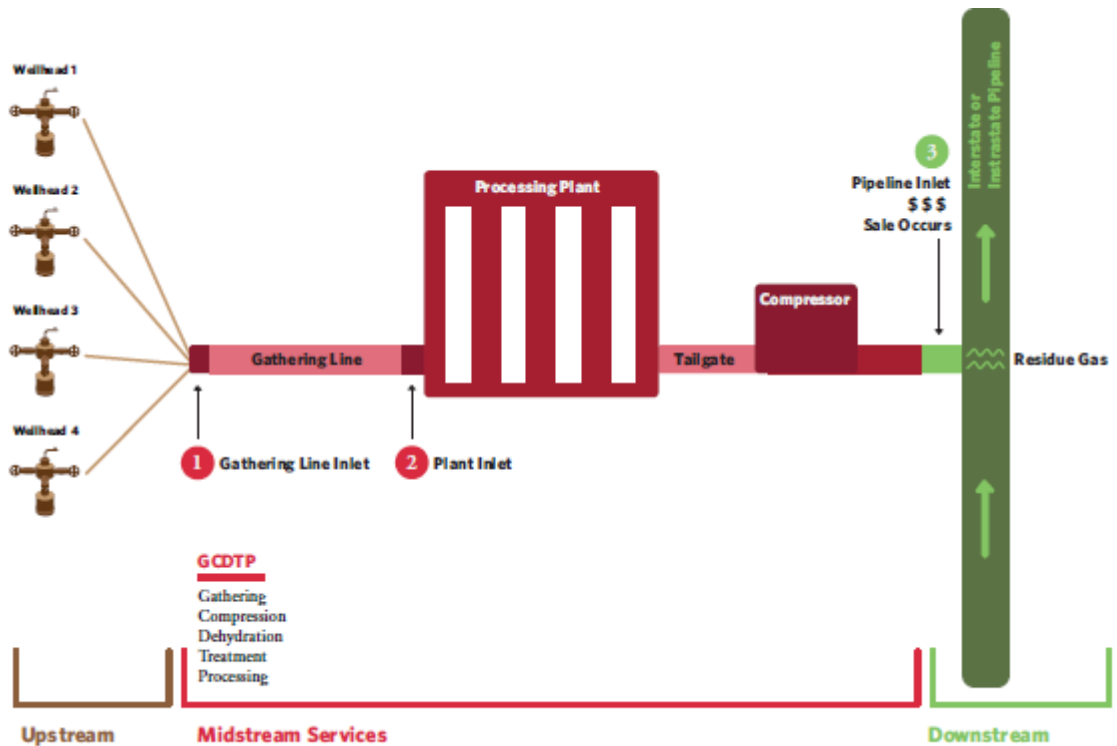 Wellhead 1
Wellhead 2
Wellhead 3
Wellhead 4
Gathering Line
Processing Plant
Tailgate
Compressor
3
Pipeline Inlet
$ $ $
Sale Occurs
Interstate or
Instrastate Pipeline
Residue Gas
1 Gathering Line Inlet
2 Plant Inlet
GCDTP
Gathering
Compression
Dehydration
Treatment
Processing
Upstream
Midstream Services
Downstream